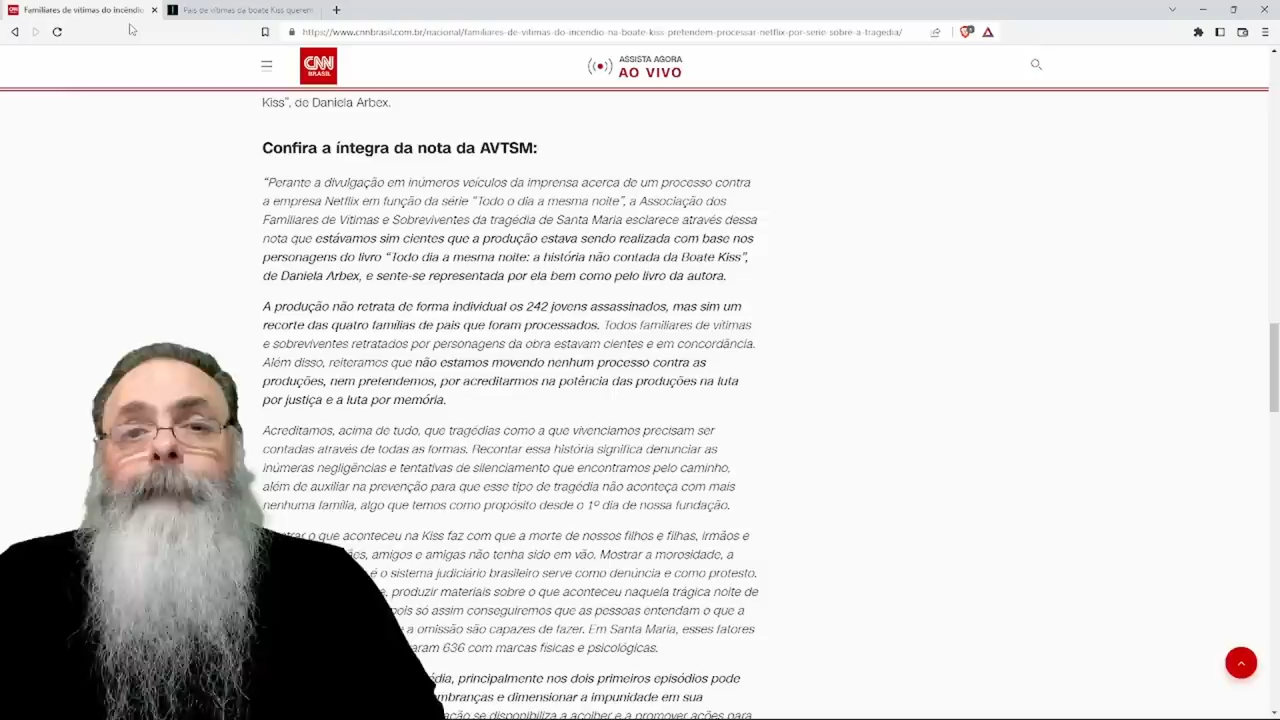 Familiares de vítimas do incêndio
Pais de vítimas da boate Kiss querem
https://www.cnnbrasil.com.br/nacional/familiares-de-vitimas-do-incendio-na-boate-kiss-pretendem-processar-netflix-por-serie-sobre-a-tragedia/
CNN
BRASIL
ASSISTA AGORA
AO VIVO
Kiss", de Daniela Arbex.
Confira a íntegra da nota da AVTSM:
"Perante a divulgação em inúmeros veículos da imprensa acerca de um processo contra
a empresa Netflix em função da série "Todo o dia a mesma noite", a Associação dos
Familiares de Vítimas e Sobreviventes da tragédia de Santa Maria esclarece através dessa
nota que estávamos sim cientes que a produção estava sendo realizada com base nos
personagens do livro "Todo dia a mesma noite: a história não contada da Boate Kiss",
de Daniela Arbex, e sente-se representada por ela bem como pelo livro da autora.
A produção não retrata de forma individual os 242 jovens assassinados, mas sim um
recorte das quatro famílias de pais que foram processados. Todos familiares de vítimas
e sobreviventes retratados por personagens da obra estavam cientes e em concordância.
Além disso, reiteramos que não estamos movendo nenhum processo contra as
produções, nem pretendemos, por acreditarmos na potência das produções na luta
por justiça e a luta por memória.
Acreditamos, acima de tudo, que tragédias como a que vivenciamos precisam ser
contadas através de todas as formas. Recontar essa história significa denunciar as
inúmeras negligências e tentativas de silenciamento que encontramos pelo caminho,
além de auxiliar na prevenção para que esse tipo de tragédia não aconteça com mais
nenhuma família, algo que temos como propósito desde o 1º dia de nossa fundação.
o que aconteceu na Kiss faz com que a morte de nossos filhos e filhas, irmãos e
amigos e amigas não tenha sido em vão. Mostrar a morosidade, a
é o sistema judiciário brasileiro serve como denúncia e como protesto.
produzir materiais sobre o que aconteceu naquela trágica noite de
pois só assim conseguiremos que as pessoas entendam o que a
e a omissão são capazes de fazer. Em Santa Maria, esses fatores
636 com marcas físicas e psicológicas.
principalmente nos dois primeiros episódios pode
e dimensionar a impunidade em sua
se disponibiliza a acolher e a promover ações para